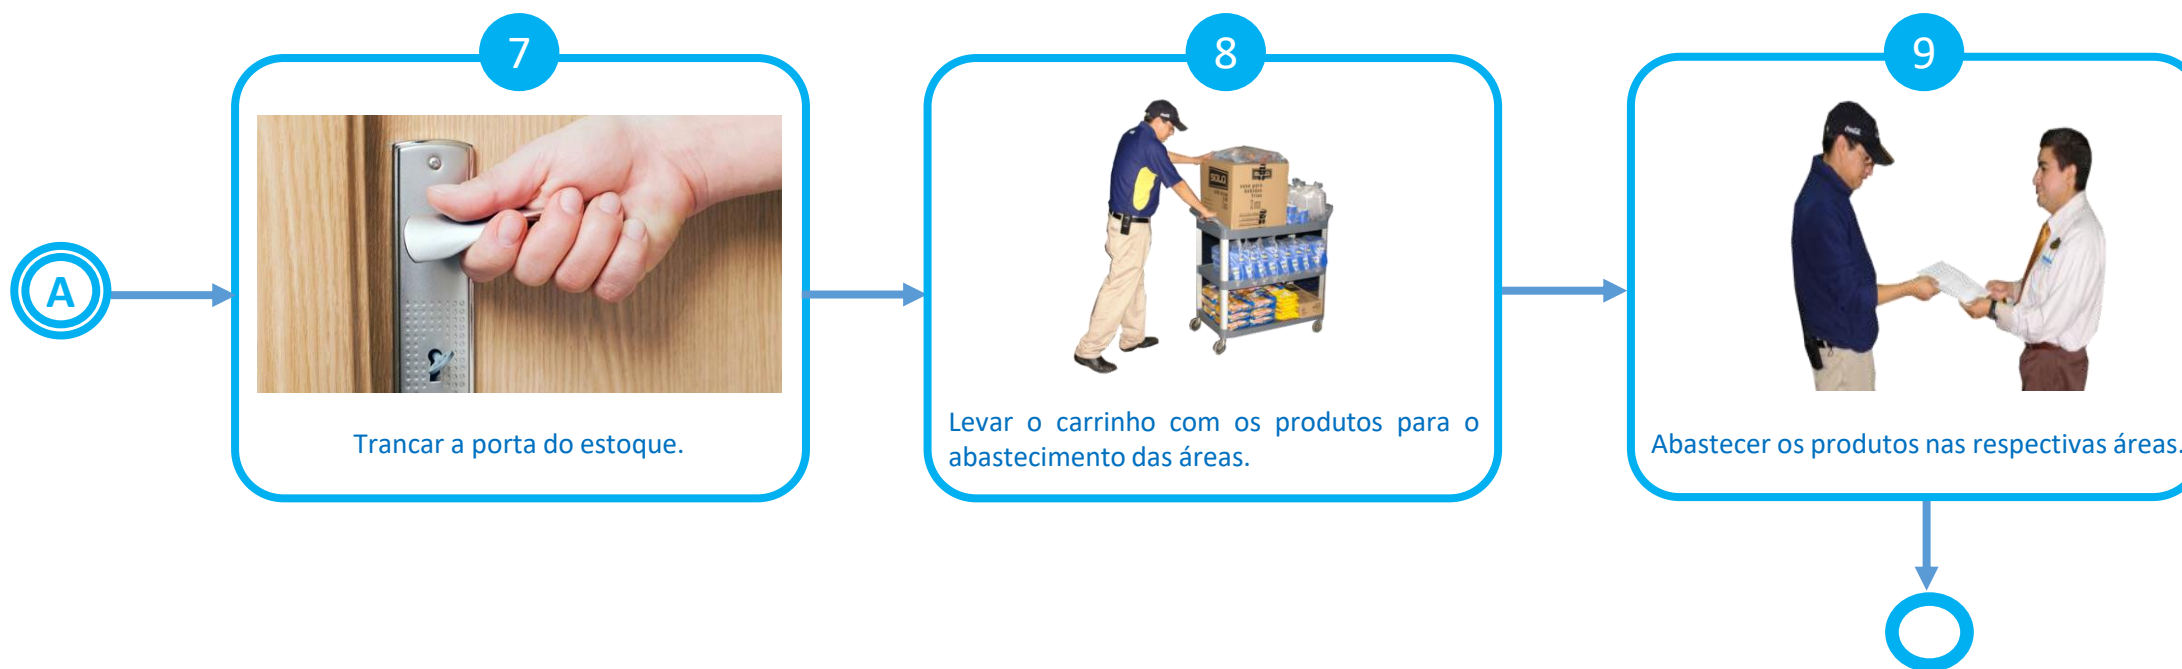 7
8
9
A
SOLO
Trancar a porta do estoque.
Levar o carrinho com os produtos para o
abastecimento das áreas.
Abastecer os produtos nas respectivas áreas.